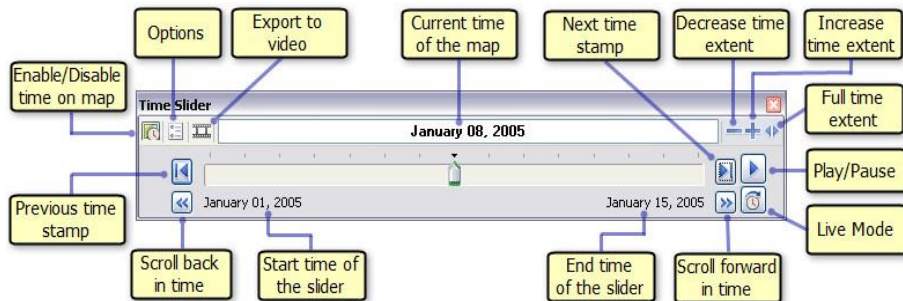 Options
Export to
video
Current time
of the map
Next time
stamp
Decrease time
extent
Increase
time extent
Enable/Disable
time on map
Time Slider
January 08, 2005
Full time
extent
Previous time
stamp
January 01, 2005
January 15, 2005
Play/Pause
Live Mode
Scroll back
in time
Start time of
the slider
End time
of the slider
Scroll forward
in time